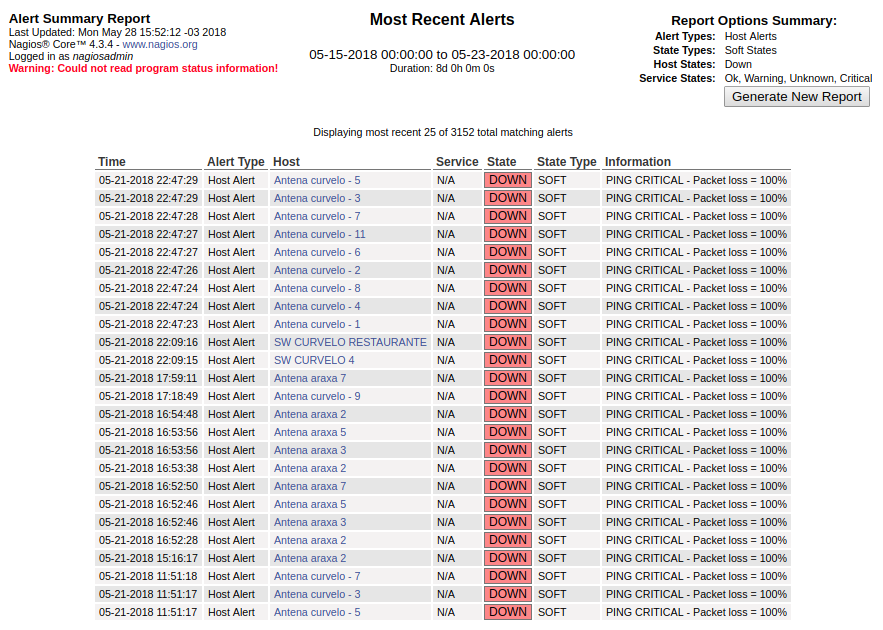 Alert Summary Report
Last Updated: Mon May 28 15:52:12 -03 2018
Nagios® Core™ 4.3.4 - www.nagios.org
Logged in as nagiosadmin
Warning: Could not read program status information!
Most Recent Alerts
05-15-2018 00:00:00 to 05-23-2018 00:00:00
Duration: 8d 0h 0m 0s
Report Options Summary:
Alert Types: Host Alerts
State Types: Soft States
Host States: Down
Service States: Ok, Warning, Unknown, Critical
Generate New Report
Displaying most recent 25 of 3152 total matching alerts
Time Alert Type Host Service State State Type Information
05-21-2018 22:47:29 Host Alert Antena curvelo - 5 N/A DOWN SOFT PING CRITICAL - Packet loss = 100%
05-21-2018 22:47:29 Host Alert Antena curvelo - 3 N/A DOWN SOFT PING CRITICAL - Packet loss = 100%
05-21-2018 22:47:28 Host Alert Antena curvelo - 7 N/A DOWN SOFT PING CRITICAL - Packet loss = 100%
05-21-2018 22:47:27 Host Alert Antena curvelo - 11 N/A DOWN SOFT PING CRITICAL - Packet loss = 100%
05-21-2018 22:47:27 Host Alert Antena curvelo - 6 N/A DOWN SOFT PING CRITICAL - Packet loss = 100%
05-21-2018 22:47:26 Host Alert Antena curvelo - 2 N/A DOWN SOFT PING CRITICAL - Packet loss = 100%
05-21-2018 22:47:24 Host Alert Antena curvelo - 8 N/A DOWN SOFT PING CRITICAL - Packet loss = 100%
05-21-2018 22:47:24 Host Alert Antena curvelo - 4 N/A DOWN SOFT PING CRITICAL - Packet loss = 100%
05-21-2018 22:47:23 Host Alert Antena curvelo - 1 N/A DOWN SOFT PING CRITICAL - Packet loss = 100%
05-21-2018 22:09:16 Host Alert SW CURVELO RESTAURANTE N/A DOWN SOFT PING CRITICAL - Packet loss = 100%
05-21-2018 22:09:15 Host Alert SW CURVELO 4 N/A DOWN SOFT PING CRITICAL - Packet loss = 100%
05-21-2018 17:59:11 Host Alert Antena araxa 7 N/A DOWN SOFT PING CRITICAL - Packet loss = 100%
05-21-2018 17:18:49 Host Alert Antena curvelo - 9 N/A DOWN SOFT PING CRITICAL - Packet loss = 100%
05-21-2018 16:54:48 Host Alert Antena araxa 2 N/A DOWN SOFT PING CRITICAL - Packet loss = 100%
05-21-2018 16:53:56 Host Alert Antena araxa 5 N/A DOWN SOFT PING CRITICAL - Packet loss = 100%
05-21-2018 16:53:56 Host Alert Antena araxa 3 N/A DOWN SOFT PING CRITICAL - Packet loss = 100%
05-21-2018 16:53:38 Host Alert Antena araxa 2 N/A DOWN SOFT PING CRITICAL - Packet loss = 100%
05-21-2018 16:52:50 Host Alert Antena araxa 7 N/A DOWN SOFT PING CRITICAL - Packet loss = 100%
05-21-2018 16:52:46 Host Alert Antena araxa 5 N/A DOWN SOFT PING CRITICAL - Packet loss = 100%
05-21-2018 16:52:46 Host Alert Antena araxa 3 N/A DOWN SOFT PING CRITICAL - Packet loss = 100%
05-21-2018 16:52:28 Host Alert Antena araxa 2 N/A DOWN SOFT PING CRITICAL - Packet loss = 100%
05-21-2018 15:16:17 Host Alert Antena araxa 2 N/A DOWN SOFT PING CRITICAL - Packet loss = 100%
05-21-2018 11:51:18 Host Alert Antena curvelo - 7 N/A DOWN SOFT PING CRITICAL - Packet loss = 100%
05-21-2018 11:51:17 Host Alert Antena curvelo - 3 N/A DOWN SOFT PING CRITICAL - Packet loss = 100%
05-21-2018 11:51:17 Host Alert Antena curvelo - 5 N/A DOWN SOFT PING CRITICAL - Packet loss = 100%